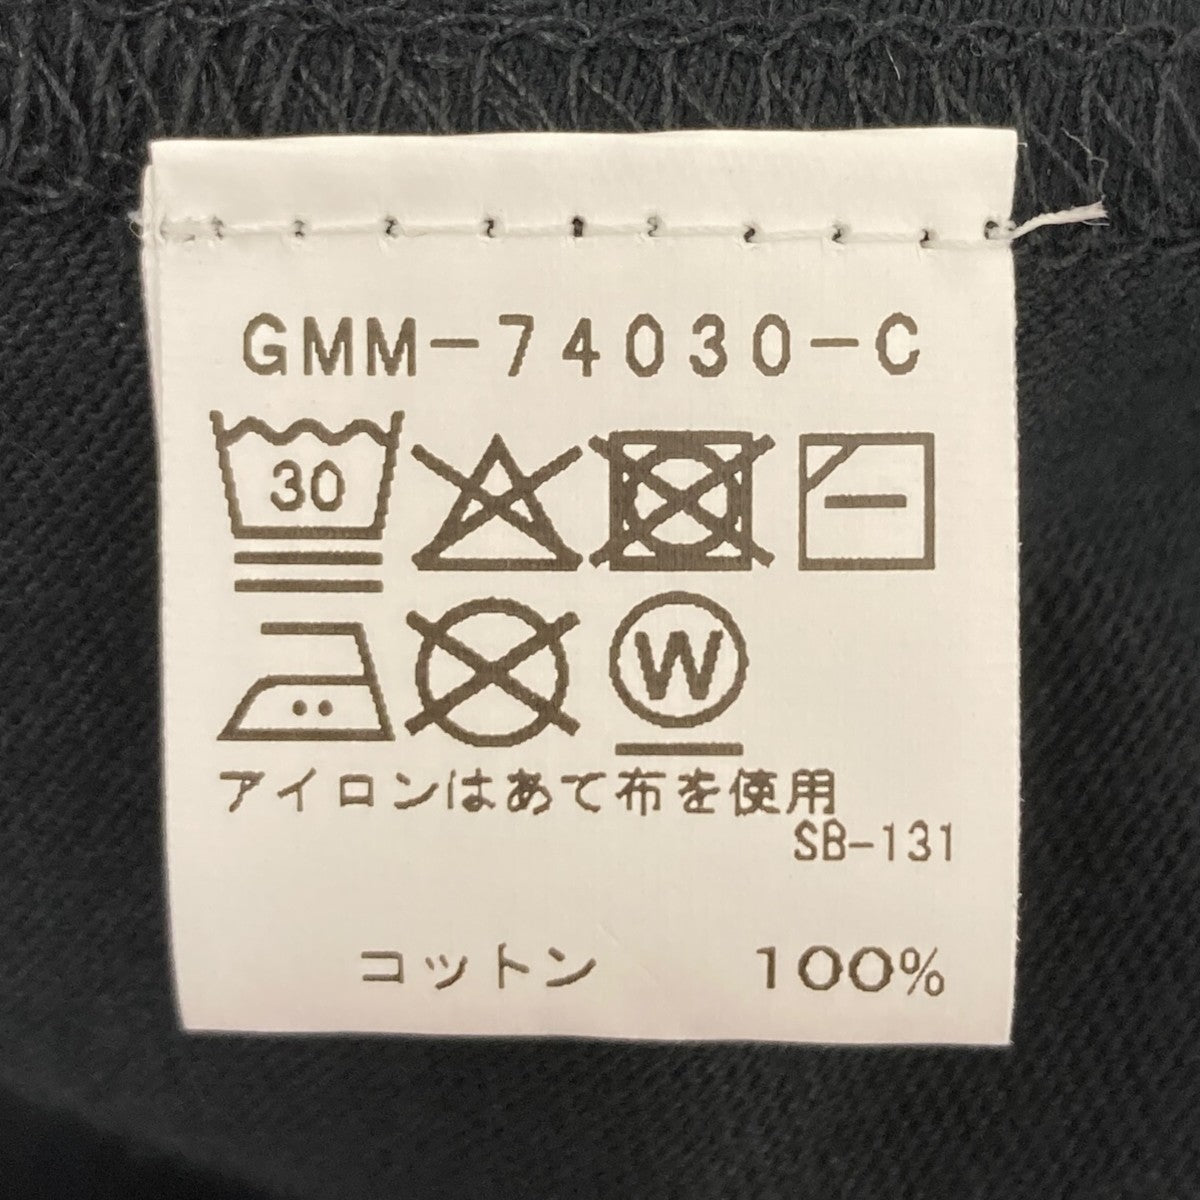 GMM-74030-C
30
W
アイロンはあて布を使用
SB-131
コットン 100%